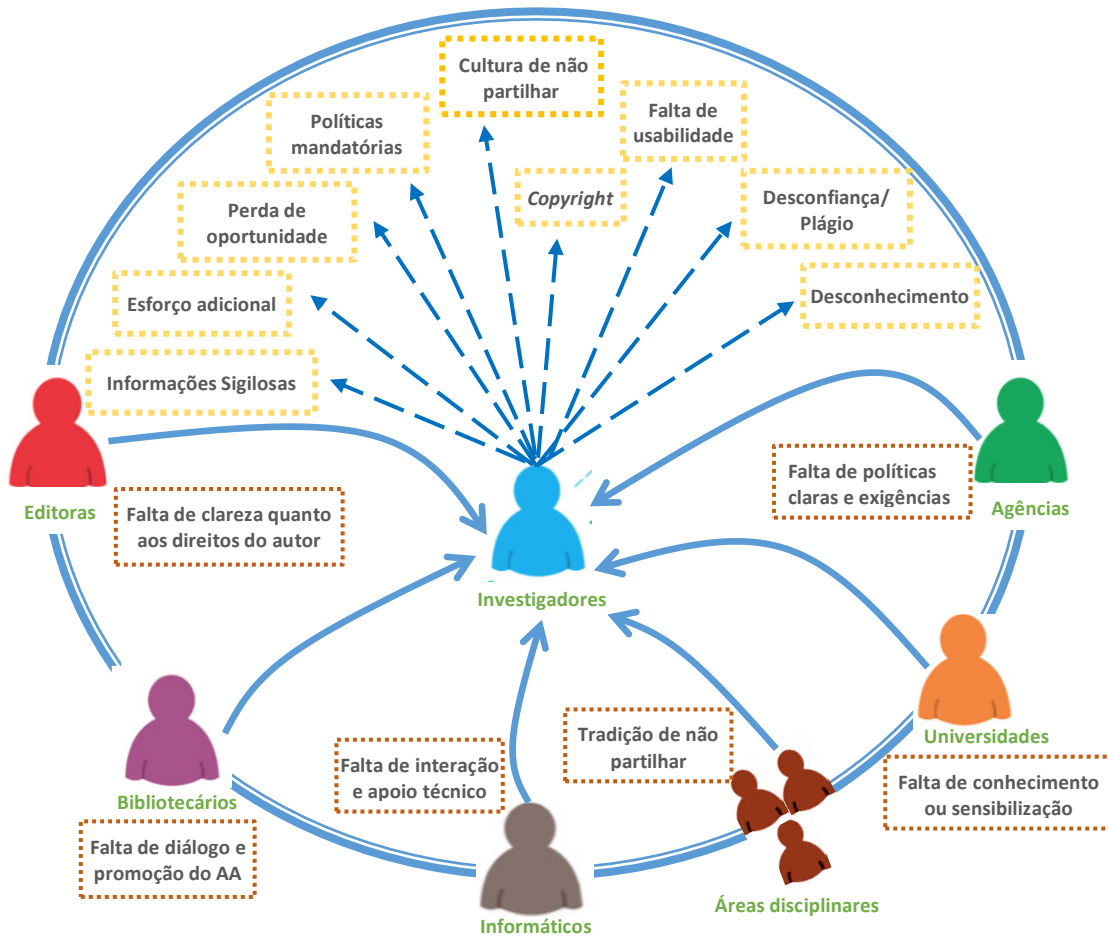 Cultura de não
partilhar
Políticas
mandatórias
Falta de
usabilidade
Copyright
Perda de
oportunidade
Desconfiança/
Plágio
Esforço adicional
Desconhecimento
Informações Sigilosas
Editoras
Falta de clareza quanto
aos direitos do autor
Falta de políticas
claras e exigências
Agências
Investigadores
Bibliotecários
Falta de diálogo e
promoção do AA
Falta de interação
e apoio técnico
Informáticos
Tradição de não
partilhar
Áreas disciplinares
Universidades
Falta de conhecimento
ou sensibilização